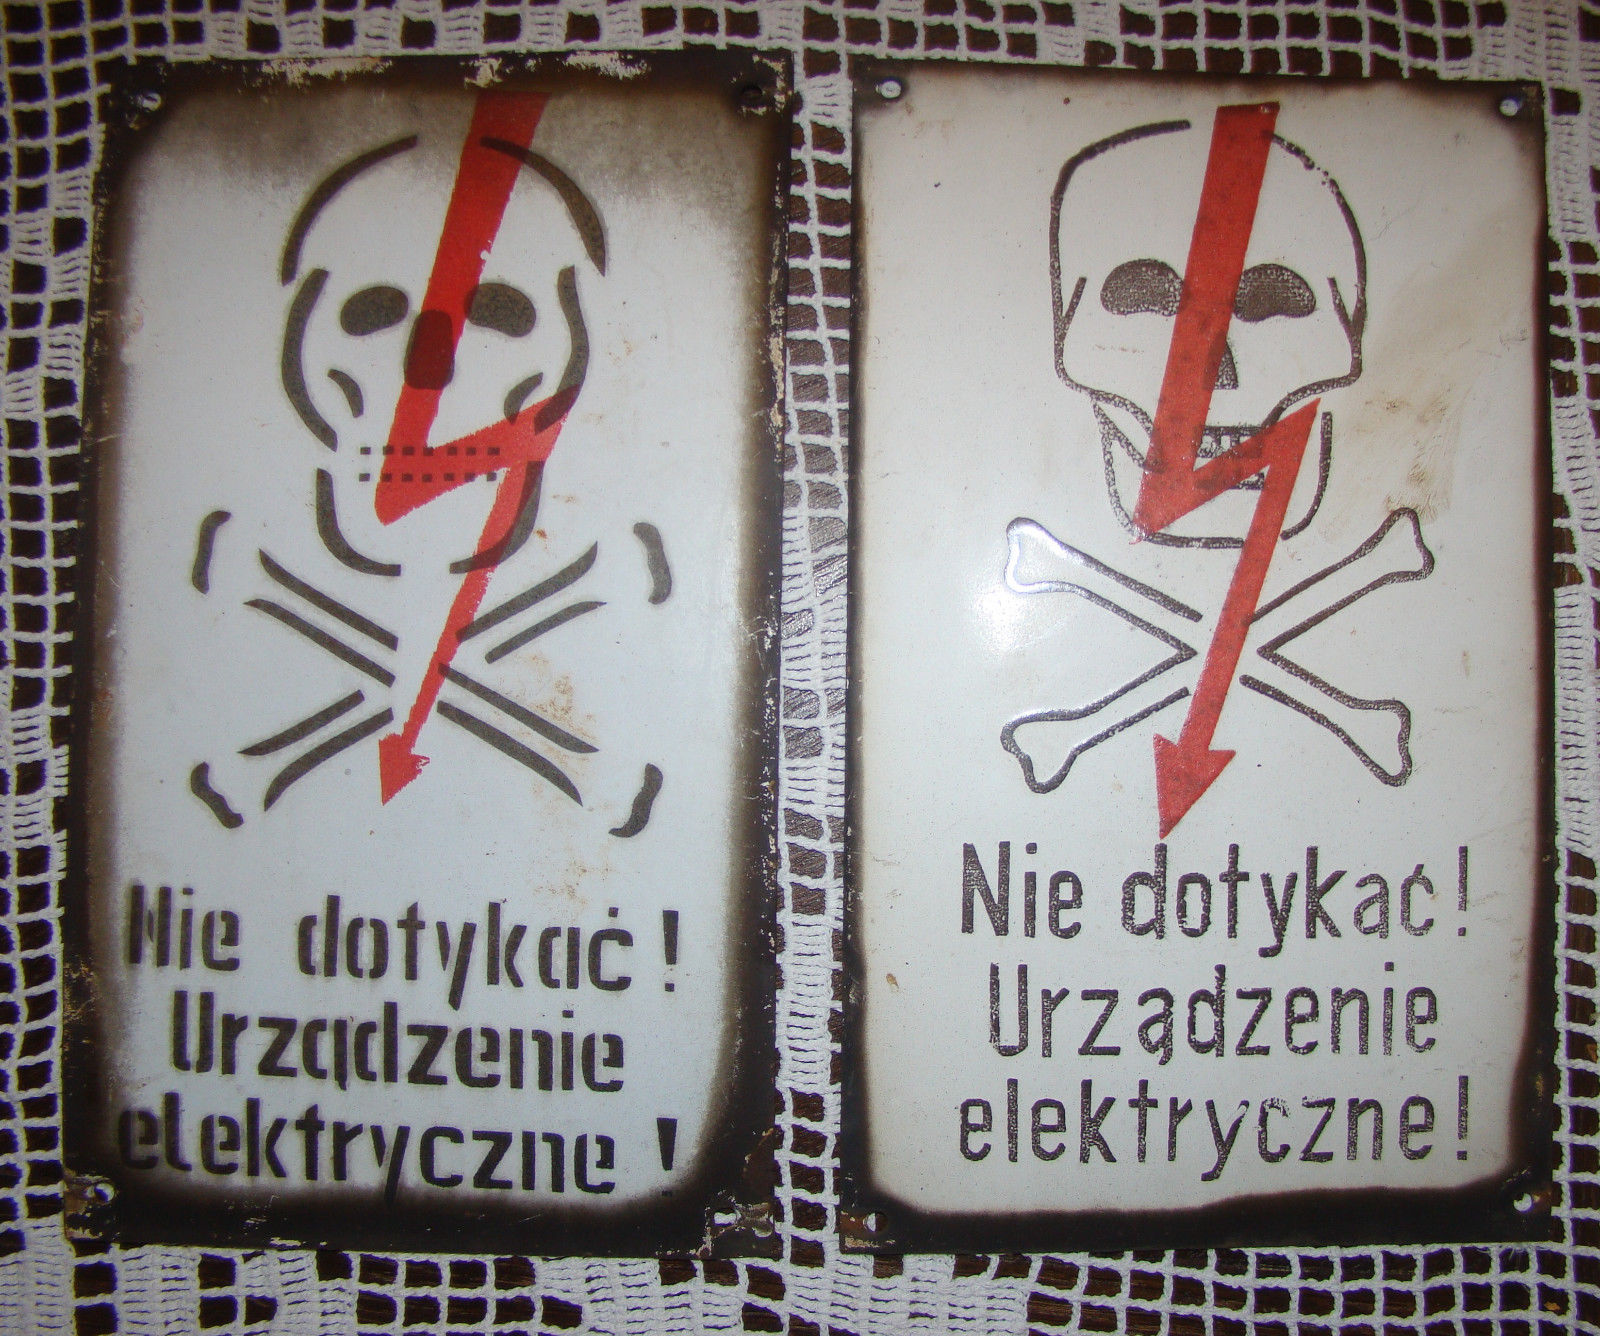 Nie dotykać!
Urządzenie
elektryczne!
Nie dotykać!
Urządzenie
elektryczne!